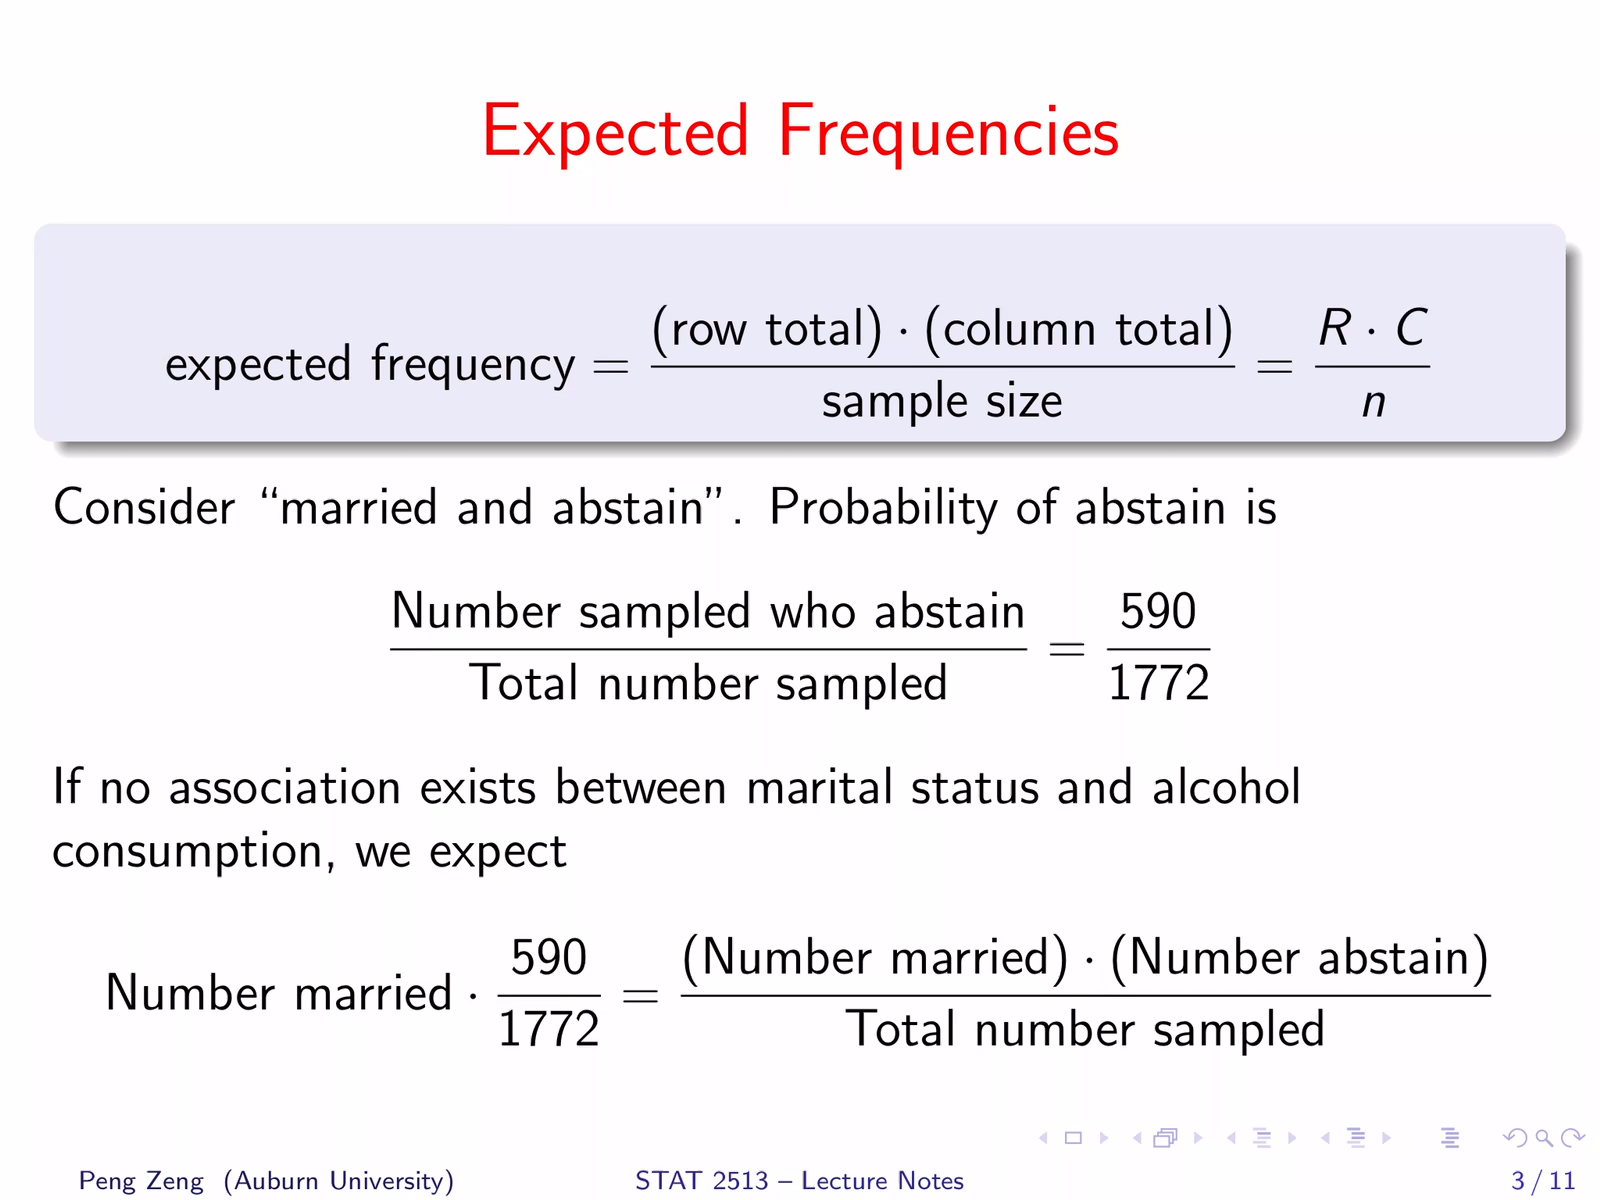 Expected Frequencies
expected frequency = (row total) · (column total) / sample size = R · C / n
Consider “married and abstain”. Probability of abstain is
Number sampled who abstain / Total number sampled = 590 / 1772
If no association exists between marital status and alcohol
consumption, we expect
Number married · 590 / 1772 = (Number married) · (Number abstain) / Total number sampled
Peng Zeng (Auburn University) STAT 2513 – Lecture Notes 3 / 11